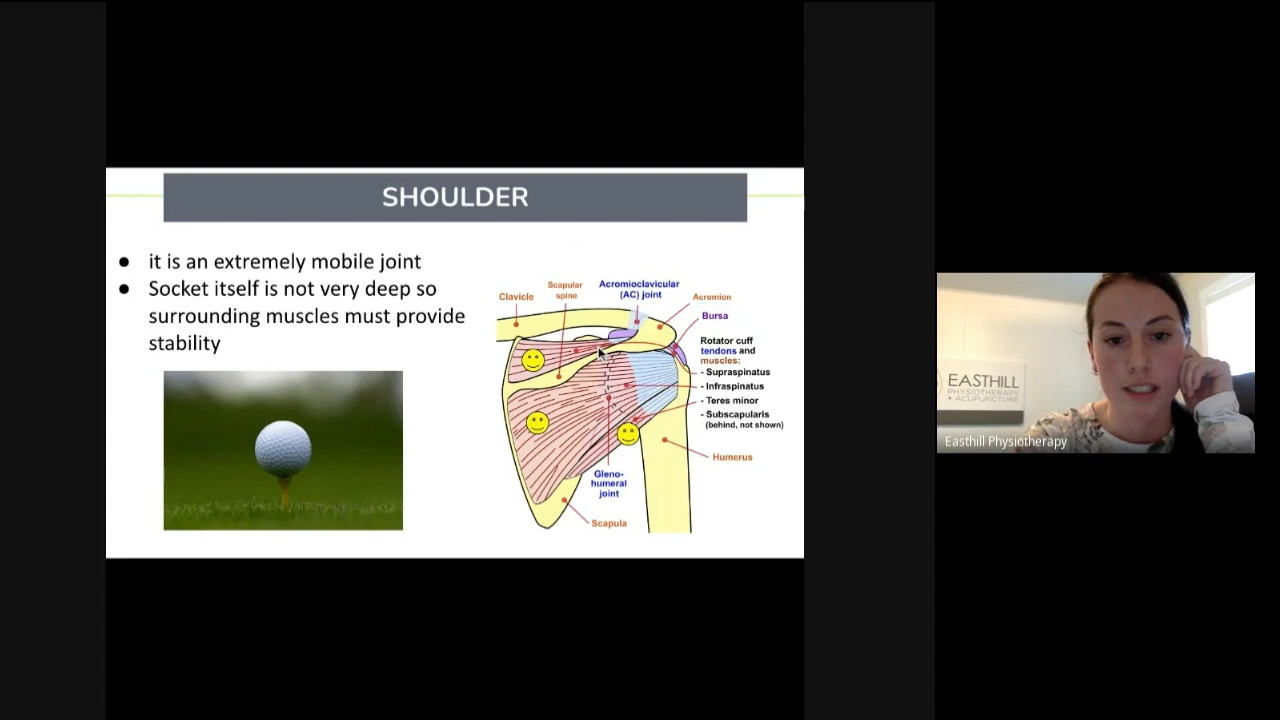 SHOULDER
● it is an extremely mobile joint
● Socket itself is not very deep so
surrounding muscles must provide
stability
Clavicle
Scapular
spine
Acromioclavicular
(AC) joint
Acromion
Bursa
Rotator cuff
tendons and
muscles:
- Supraspinatus
- Infraspinatus
- Teres minor
- Subscapularis
(behind, not shown)
Humerus
Gleno-
humeral
joint
Scapula
EASTHILL
PHYSIOTHERAPY
+ ACUPUNCTURE
Easthill Physiotherapy